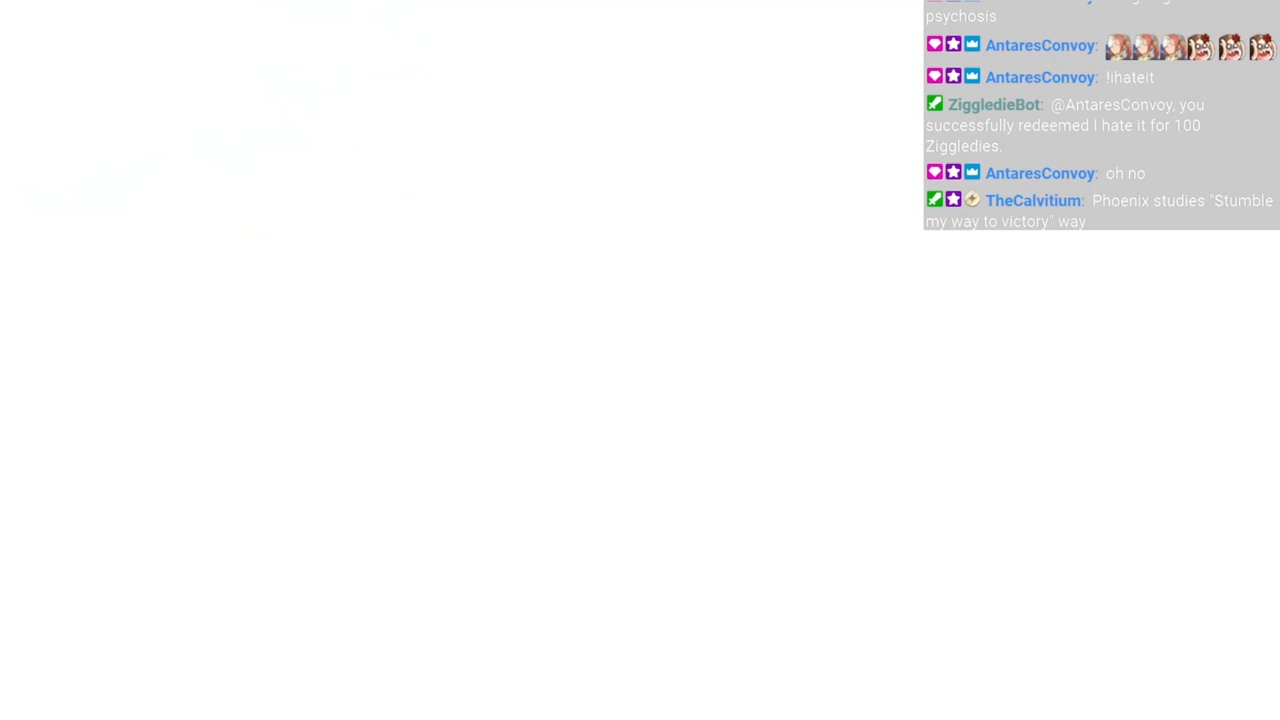 psychosis
AntaresConvoy:
AntaresConvoy: !ihateit
ZiggledieBot: @AntaresConvoy, you
successfully redeemed I hate it for 100
Ziggledies.
AntaresConvoy: oh no
TheCalvitium: Phoenix studies "Stumble
my way to victory" way